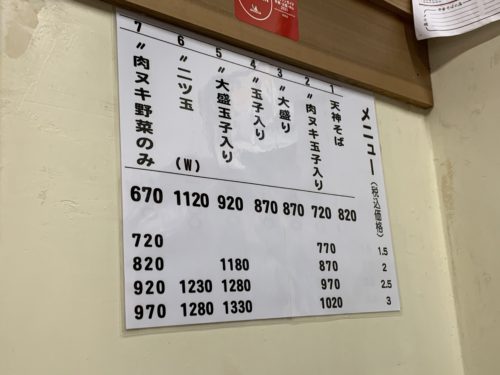 メニュー(税込価格) 1.5 2 2.5 3
1 天神そば 820
2 〃肉ヌキ玉子入り 720 770 870 970 1020
3 〃大盛り 870
4 〃玉子入り 870
5 〃大盛玉子入り 920 1180 1280 1330
6 〃二ツ玉 (W) 1120 1230 1280
7 〃肉ヌキ野菜のみ 670 720 820 920 970